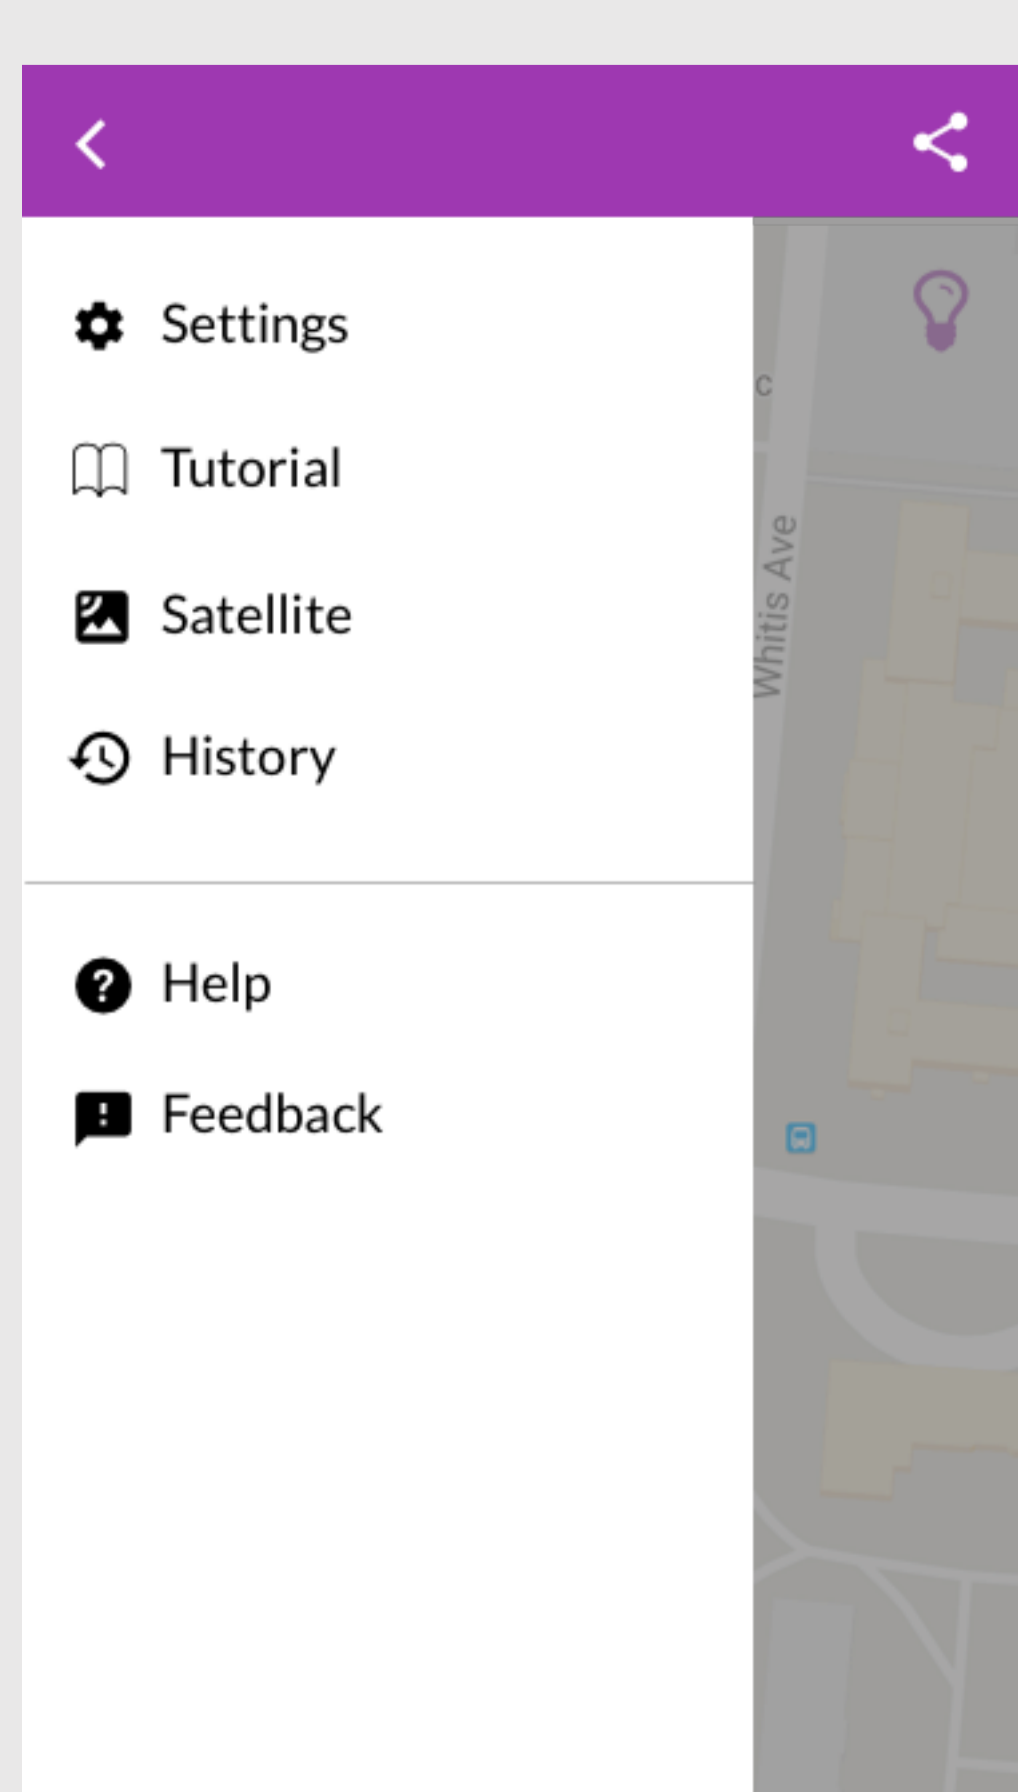 Settings
Tutorial
Satellite
History
Help
Feedback
c
Whitis Ave